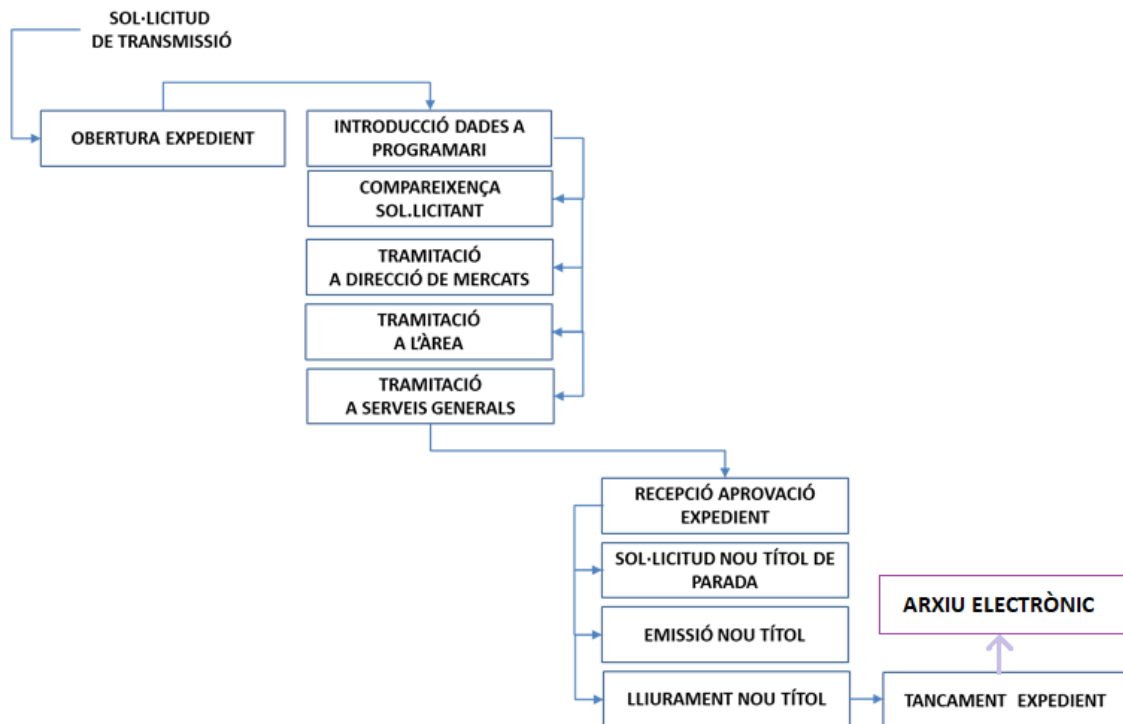 SOL·LICITUD
DE TRANSMISSIÓ
OBERTURA EXPEDIENT
INTRODUCCIÓ DADES A
PROGRAMARI
COMPAREIXENÇA
SOL.LICITANT
TRAMITACIÓ
A DIRECCIÓ DE MERCATS
TRAMITACIÓ
A L'ÀREA
TRAMITACIÓ
A SERVEIS GENERALS
RECEPCIÓ APROVACIÓ
EXPEDIENT
SOL·LICITUD NOU TÍTOL DE
PARADA
EMISSIÓ NOU TÍTOL
LLIURAMENT NOU TÍTOL
TANCAMENT EXPEDIENT
ARXIU ELECTRÒNIC